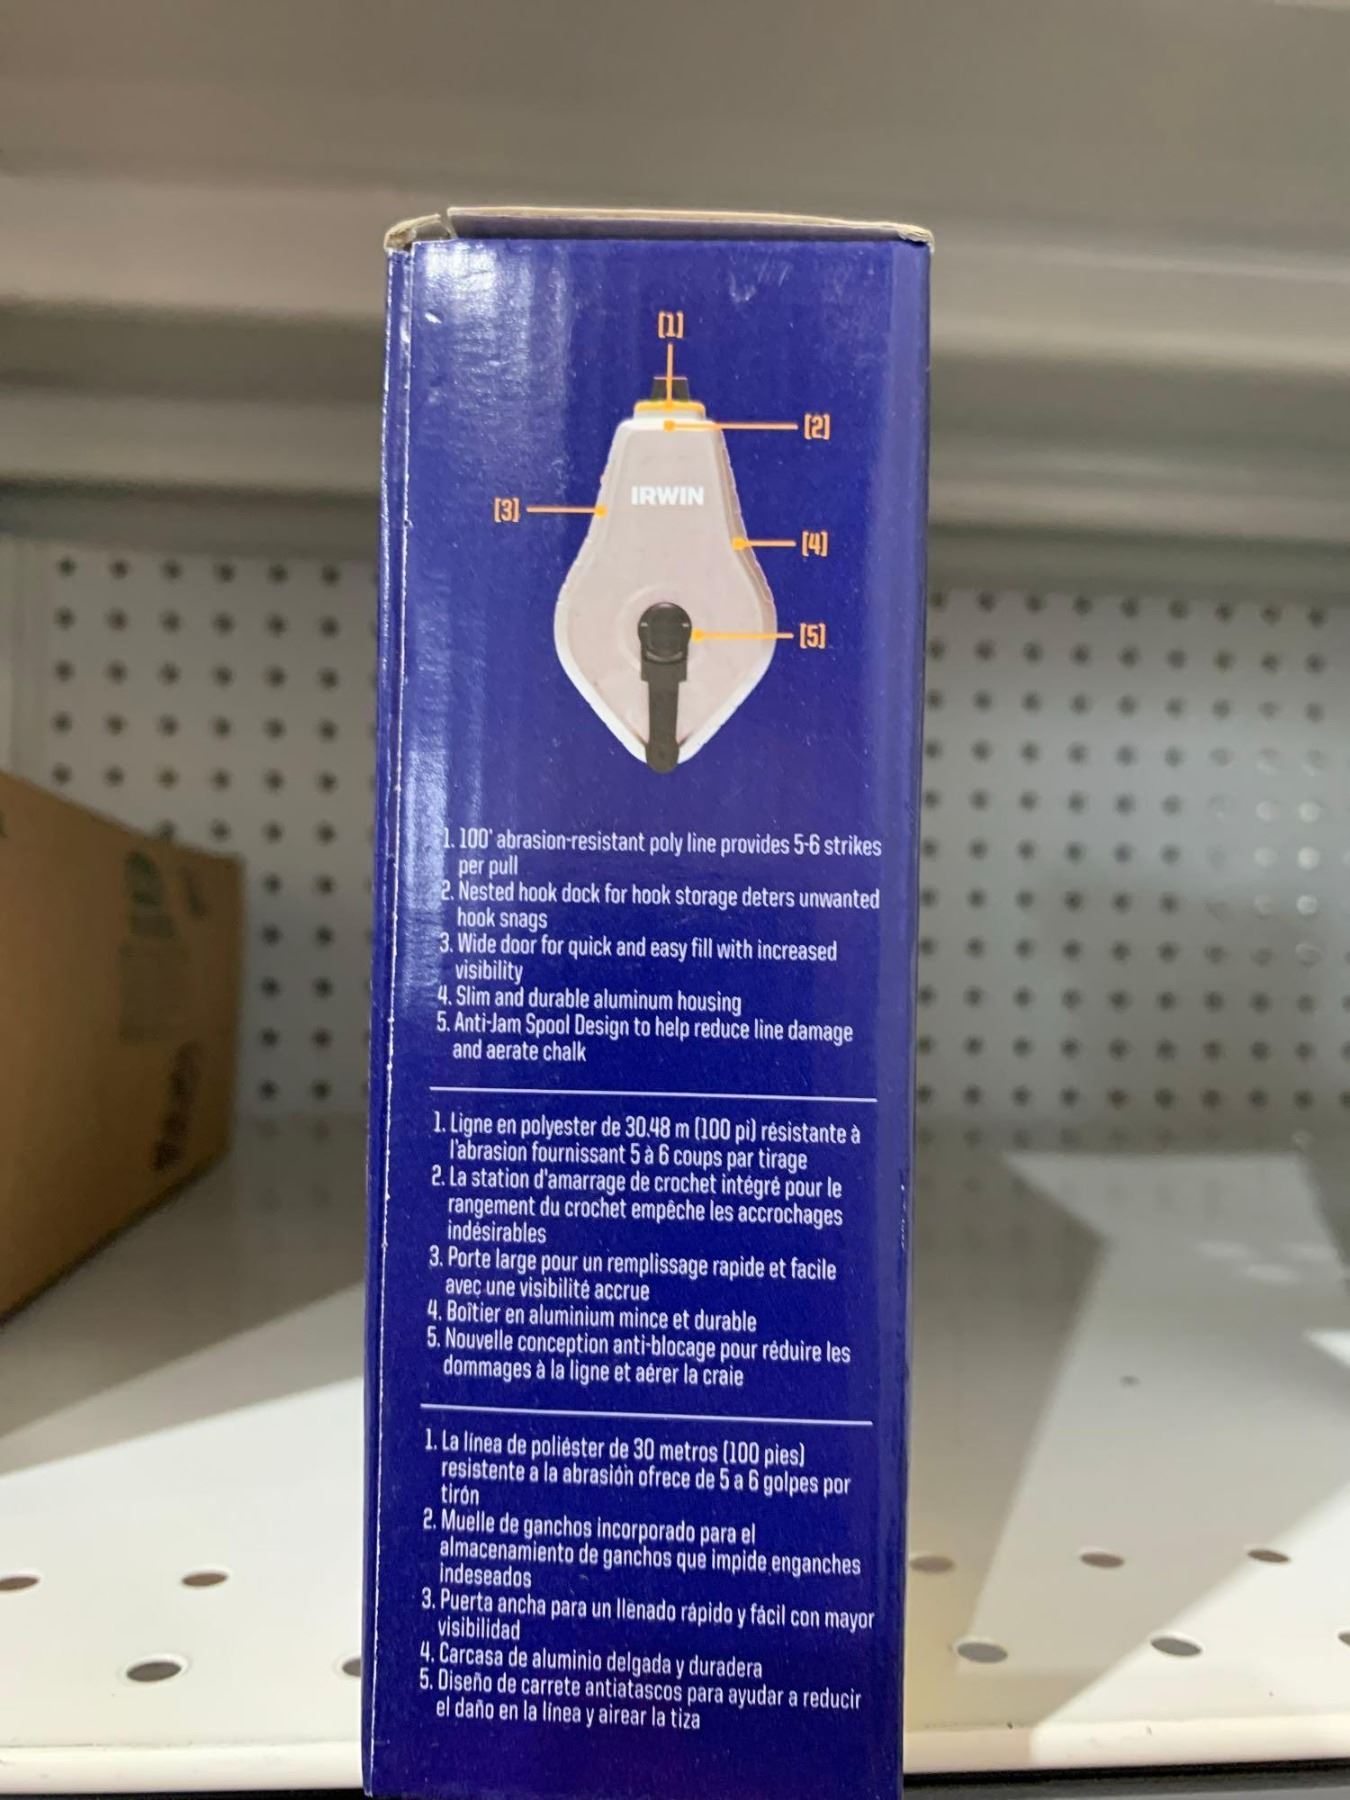 [1]
[2]
IRWIN
[3]
[4]
[5]
1. 100' abrasion-resistant poly line provides 5-6 strikes
per pull
2. Nested hook dock for hook storage deters unwanted
hook snags
3. Wide door for quick and easy fill with increased
visibility
4. Slim and durable aluminum housing
5. Anti-Jam Spool Design to help reduce line damage
and aerate chalk
1. Ligne en polyester de 30.48 m (100 pi) résistante à
l'abrasion fournissant 5 à 6 coups par tirage
2. La station d'amarrage de crochet intégré pour le
rangement du crochet empêche les accrochages
indésirables
3. Porte large pour un remplissage rapide et facile
avec une visibilité accrue
4. Boîtier en aluminium mince et durable
5. Nouvelle conception anti-blocage pour réduire les
dommages à la ligne et aérer la craie
1. La línea de poliéster de 30 metros (100 pies)
resistente a la abrasión ofrece de 5 a 6 golpes por
tirón
2. Muelle de ganchos incorporado para el
almacenamiento de ganchos que impide enganches
indeseados
3. Puerta ancha para un llenado rápido y fácil con mayor
visibilidad
4. Carcasa de aluminio delgada y duradera
5. Diseño de carrete antiatascos para ayudar a reducir
el daño en la línea y airear la tiza